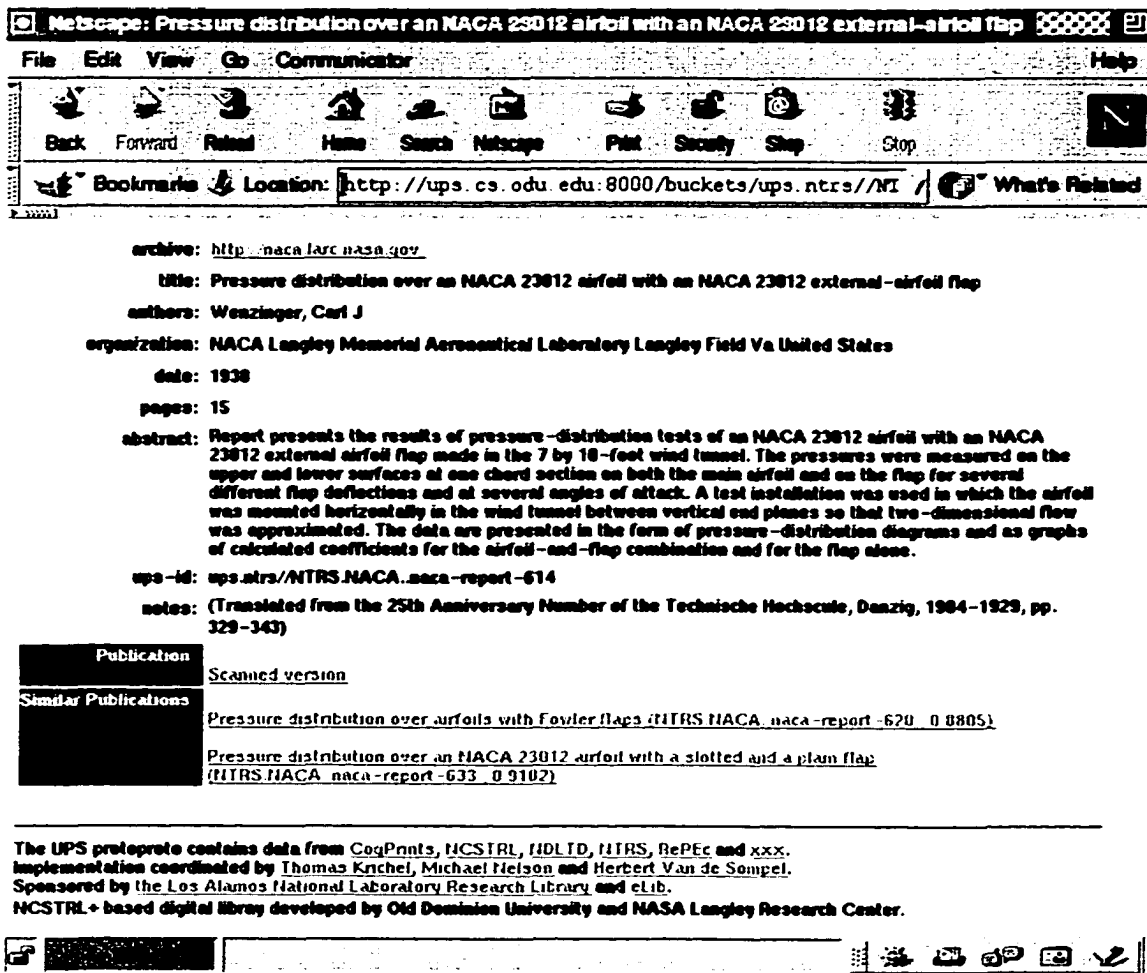 Netscape: Pressure distribution over an NACA 23012 airfoil with an NACA 23012 external-airfoil flap
File Edit View Go Communicator Help
Back Forward Reload Home Search Netscape Print Security Shop Stop
Bookmarks Location: http://ups.cs.odu.edu:8000/buckets/ups.ntrs//NT What's Related
archive: http://naca.larc.nasa.gov
title: Pressure distribution over an NACA 23012 airfoil with an NACA 23012 external-airfoil flap
authors: Wenzinger, Carl J
organization: NACA Langley Memorial Aeronautical Laboratory Langley Field Va United States
date: 1938
pages: 15
abstract: Report presents the results of pressure-distribution tests of an NACA 23012 airfoil with an NACA
23012 external airfoil flap made in the 7 by 10-foot wind tunnel. The pressures were measured on the
upper and lower surfaces at one chord section on both the main airfoil and on the flap for several
different flap deflections and at several angles of attack. A test installation was used in which the airfoil
was mounted horizontally in the wind tunnel between vertical end planes so that two-dimensional flow
was approximated. The data are presented in the form of pressure-distribution diagrams and as graphs
of calculated coefficients for the airfoil-and-flap combination and for the flap alone.
ups-id: ups.ntrs//NTRS.NACA..naca-report-614
notes: (Translated from the 25th Anniversary Number of the Technische Hochscule, Danzig, 1904-1929, pp.
329-343)
Publication
Scanned version
Similar Publications
Pressure distribution over airfoils with Fowler flaps (NTRS.NACA..naca-report-620_ 0.8805)
Pressure distribution over an NACA 23012 airfoil with a slotted and a plain flap
(NTRS.NACA..naca-report-633_ 0.9102)
The UPS protoproto contains data from CogPrints, NCSTRL, NDLTD, NTRS, RePEc and xxx.
Implementation coordinated by Thomas Krichel, Michael Nelson and Herbert Van de Sompel.
Sponsored by the Los Alamos National Laboratory Research Library and eLib.
NCSTRL+ based digital libray developed by Old Dominion University and NASA Langley Research Center.